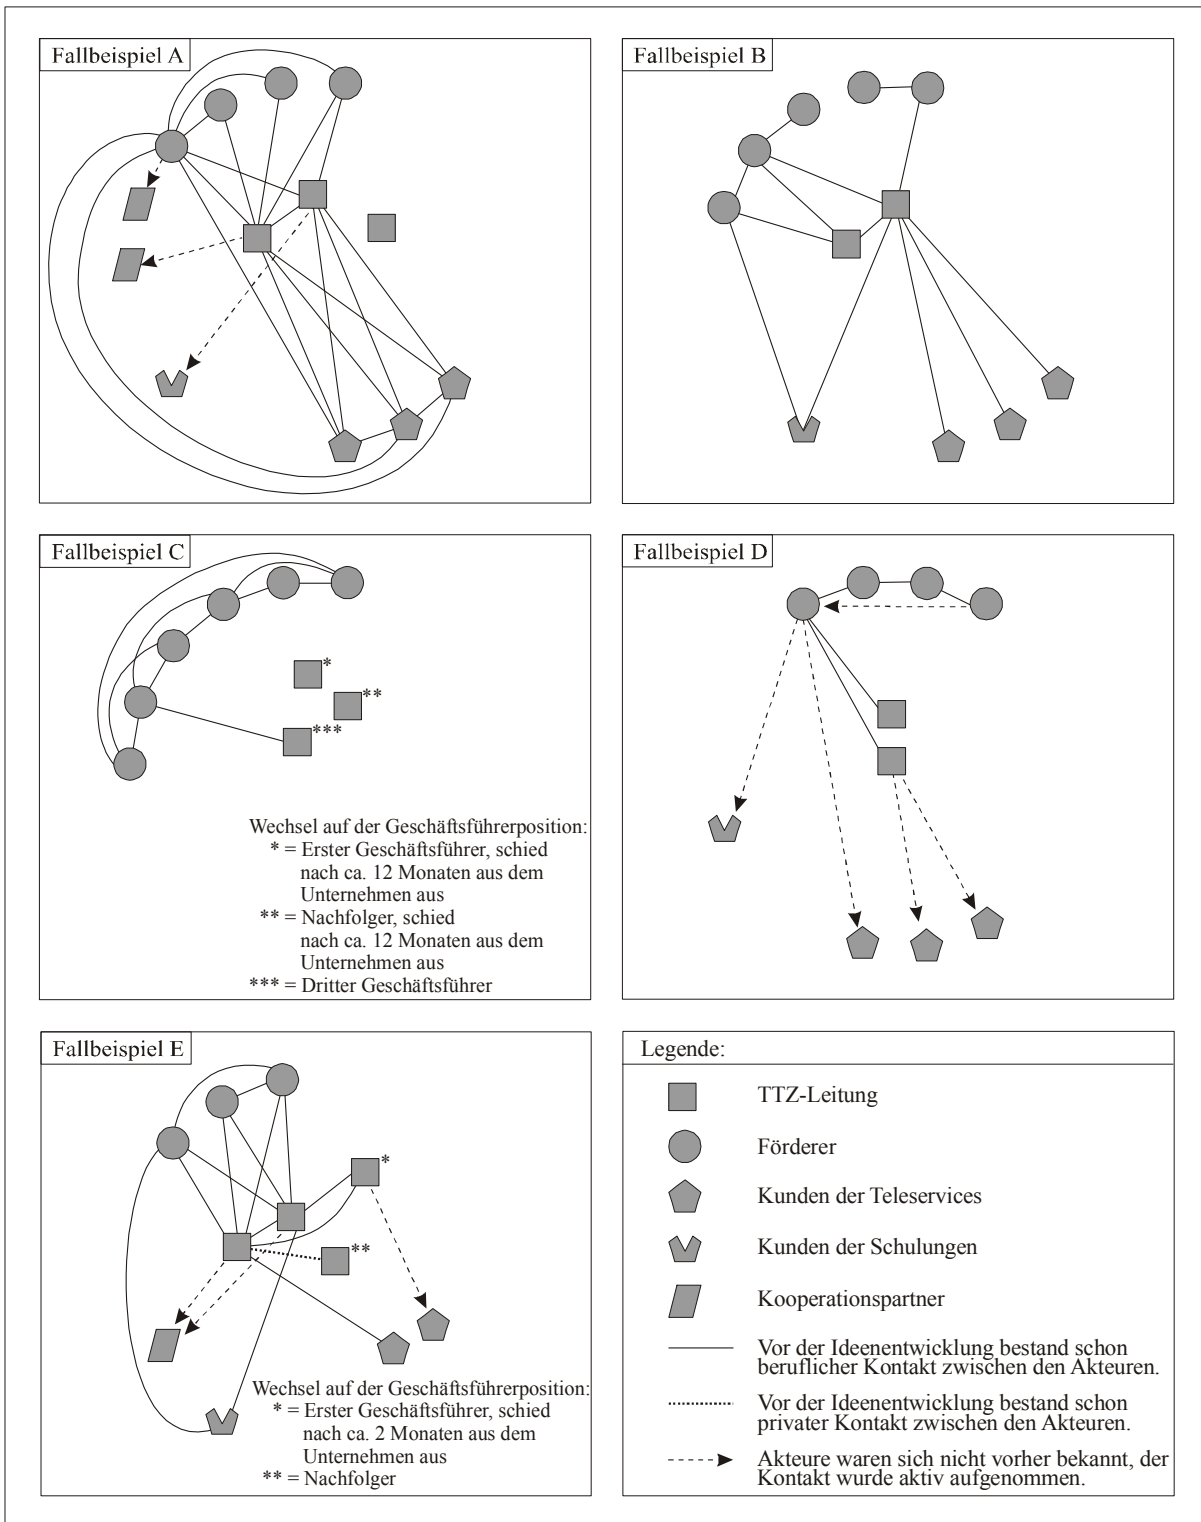 Fallbeispiel A
Fallbeispiel B
Fallbeispiel C
*
**
***
Wechsel auf der Geschäftsführerposition:
* = Erster Geschäftsführer, schied
nach ca. 12 Monaten aus dem
Unternehmen aus
** = Nachfolger, schied
nach ca. 12 Monaten aus dem
Unternehmen aus
*** = Dritter Geschäftsführer
Fallbeispiel D
Fallbeispiel E
*
**
Wechsel auf der Geschäftsführerposition:
* = Erster Geschäftsführer, schied
nach ca. 2 Monaten aus dem
Unternehmen aus
** = Nachfolger
Legende:
TTZ-Leitung
Förderer
Kunden der Teleservices
Kunden der Schulungen
Kooperationspartner
Vor der Ideenentwicklung bestand schon
beruflicher Kontakt zwischen den Akteuren.
Vor der Ideenentwicklung bestand schon
privater Kontakt zwischen den Akteuren.
Akteure waren sich nicht vorher bekannt, der
Kontakt wurde aktiv aufgenommen.